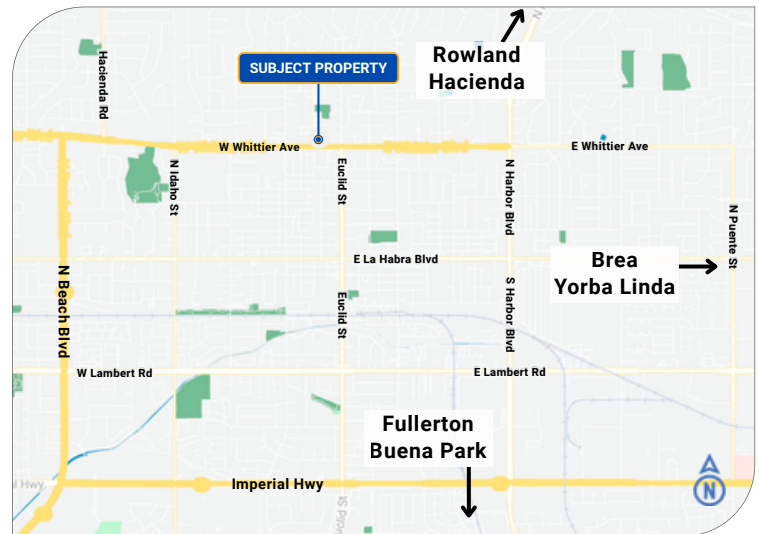 Rowland
Hacienda
Hacienda Rd
SUBJECT PROPERTY
W Whittier Ave
E Whittier Ave
N Idaho St
Euclid St
N Harbor Blvd
N Puente St
E La Habra Blvd
Brea
Yorba Linda
N Beach Blvd
Euclid St
S Harbor Blvd
W Lambert Rd
E Lambert Rd
Fullerton
Buena Park
Imperial Hwy
Hwy
N